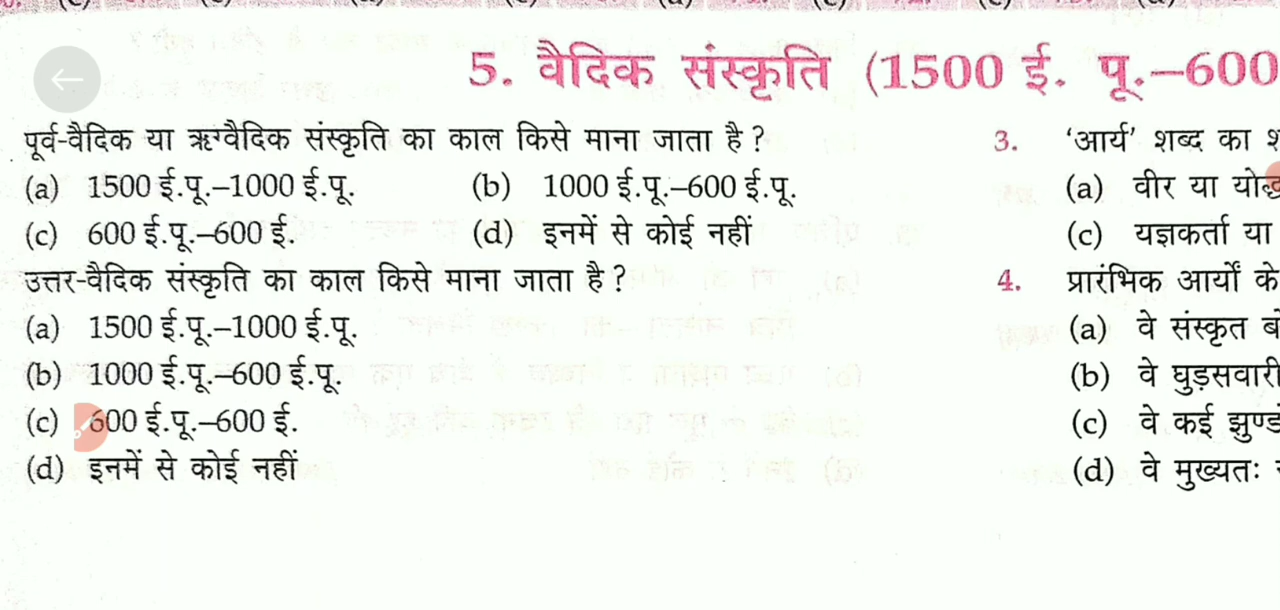 5. वैदिक संस्कृति (1500 ई. पू.–600
पूर्व-वैदिक या ऋग्वैदिक संस्कृति का काल किसे माना जाता है ?
(a) 1500 ई.पू.–1000 ई.पू. (b) 1000 ई.पू.–600 ई.पू.
(c) 600 ई.पू.–600 ई. (d) इनमें से कोई नहीं
उत्तर-वैदिक संस्कृति का काल किसे माना जाता है ?
(a) 1500 ई.पू.–1000 ई.पू.
(b) 1000 ई.पू.–600 ई.पू.
(c) 600 ई.पू.–600 ई.
(d) इनमें से कोई नहीं
3. ‘आर्य’ शब्द का
(a) वीर या
(c) यज्ञकर्ता या
4. प्रारंभिक आर्यों के
(a) वे संस्कृत
(b) वे घुड़सवारी
(c) वे कई
(d) वे मुख्यतः